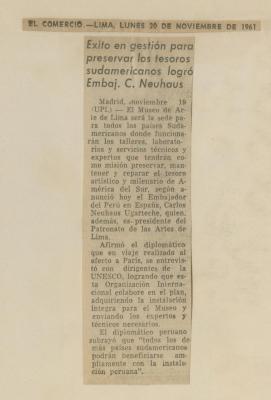 EL COMERCIO.—LIMA, LUNES 20 DE NOVIEMBRE DE 1961
Exito en gestión para
preservar los tesoros
sudamericanos logró
Embaj. C. Neuhaus
Madrid, noviembre 19
(UPI.) — El Museo de Ar-
te de Lima será la sede pa-
ra todos los países Suda-
mericanos donde funciona-
rán los talleres, laborato-
rios y servicios técnicos y
expertos que tendrán co-
mo misión preservar, man-
tener y reparar el tesoro
artístico y milenario de A-
mérica del Sur, según a-
nunció hoy el Embajador
del Perú en España, Carlos
Neuhaus Ugarteche, quien,
además, es presidente del
Patronato de las Artes de
Lima.
Afirmó el diplomático
que en viaje realizado al
efecto a París, se entrevis-
tó con dirigentes de la
UNESCO, logrando que es-
ta Organización Interna-
cional colabore en el plan,
adquiriendo la instalación
íntegra para el Museo y
enviando los expertos y
técnicos necesarios.
El diplomático peruano
subrayó que "todos los de
más países sudamericanos
podrán beneficiarse am-
pliamente con la instala-
ción peruana".